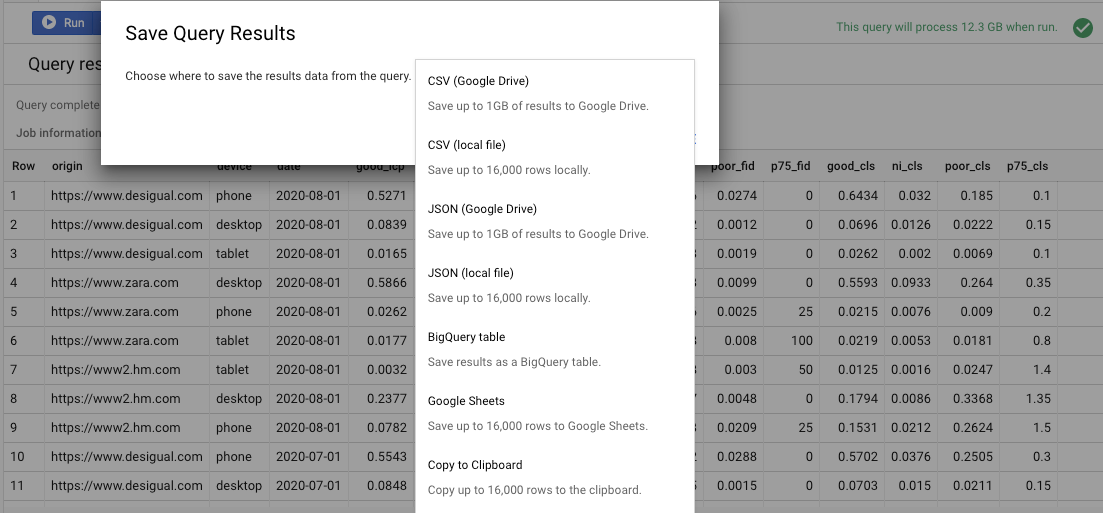 Run
This query will process 12.3 GB when run.
Save Query Results
Query res
Choose where to save the results data from the query.
CSV (Google Drive)
Save up to 1GB of results to Google Drive.
Query complete
Job information
CSV (local file)
Save up to 16,000 rows locally.
JSON (Google Drive)
Save up to 1GB of results to Google Drive.
JSON (local file)
Save up to 16,000 rows locally.
BigQuery table
Save results as a BigQuery table.
Google Sheets
Save up to 16,000 rows to Google Sheets.
Copy to Clipboard
Copy up to 16,000 rows to the clipboard.
Row origin device date good_lcp poor_fid p75_fid good_cls ni_cls poor_cls p75_cls
1 https://www.desigual.com phone 2020-08-01 0.5271 0.0274 0 0.6434 0.032 0.185 0.1
2 https://www.desigual.com desktop 2020-08-01 0.0839 0.0012 0 0.0696 0.0126 0.0222 0.15
3 https://www.desigual.com tablet 2020-08-01 0.0165 0.0019 0 0.0262 0.002 0.0069 0.1
4 https://www.zara.com desktop 2020-08-01 0.5866 0.0099 0 0.5593 0.0933 0.264 0.35
5 https://www.zara.com phone 2020-08-01 0.0262 0.0025 25 0.0215 0.0076 0.009 0.2
6 https://www.zara.com tablet 2020-08-01 0.0177 0.008 100 0.0219 0.0053 0.0181 0.8
7 https://www2.hm.com tablet 2020-08-01 0.0032 0.003 50 0.0125 0.0016 0.0247 1.4
8 https://www2.hm.com desktop 2020-08-01 0.2377 0.0048 0 0.1794 0.0086 0.3368 1.35
9 https://www2.hm.com phone 2020-08-01 0.0782 0.0209 25 0.1531 0.0212 0.2624 1.5
10 https://www.desigual.com phone 2020-07-01 0.5543 0.0288 0 0.5702 0.0376 0.2505 0.3
11 https://www.desigual.com desktop 2020-07-01 0.0848 0.0015 0 0.0703 0.015 0.0211 0.15